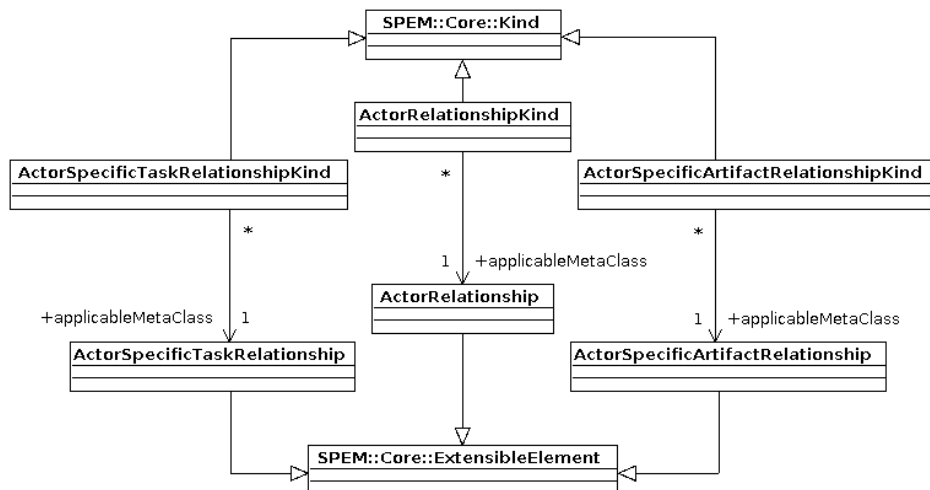 SPEM::Core::Kind
ActorRelationshipKind
ActorSpecificTaskRelationshipKind
ActorSpecificArtifactRelationshipKind
*
*
*
1 +applicableMetaClass
ActorRelationship
+applicableMetaClass 1
1 +applicableMetaClass
ActorSpecificTaskRelationship
ActorSpecificArtifactRelationship
SPEM::Core::ExtensibleElement